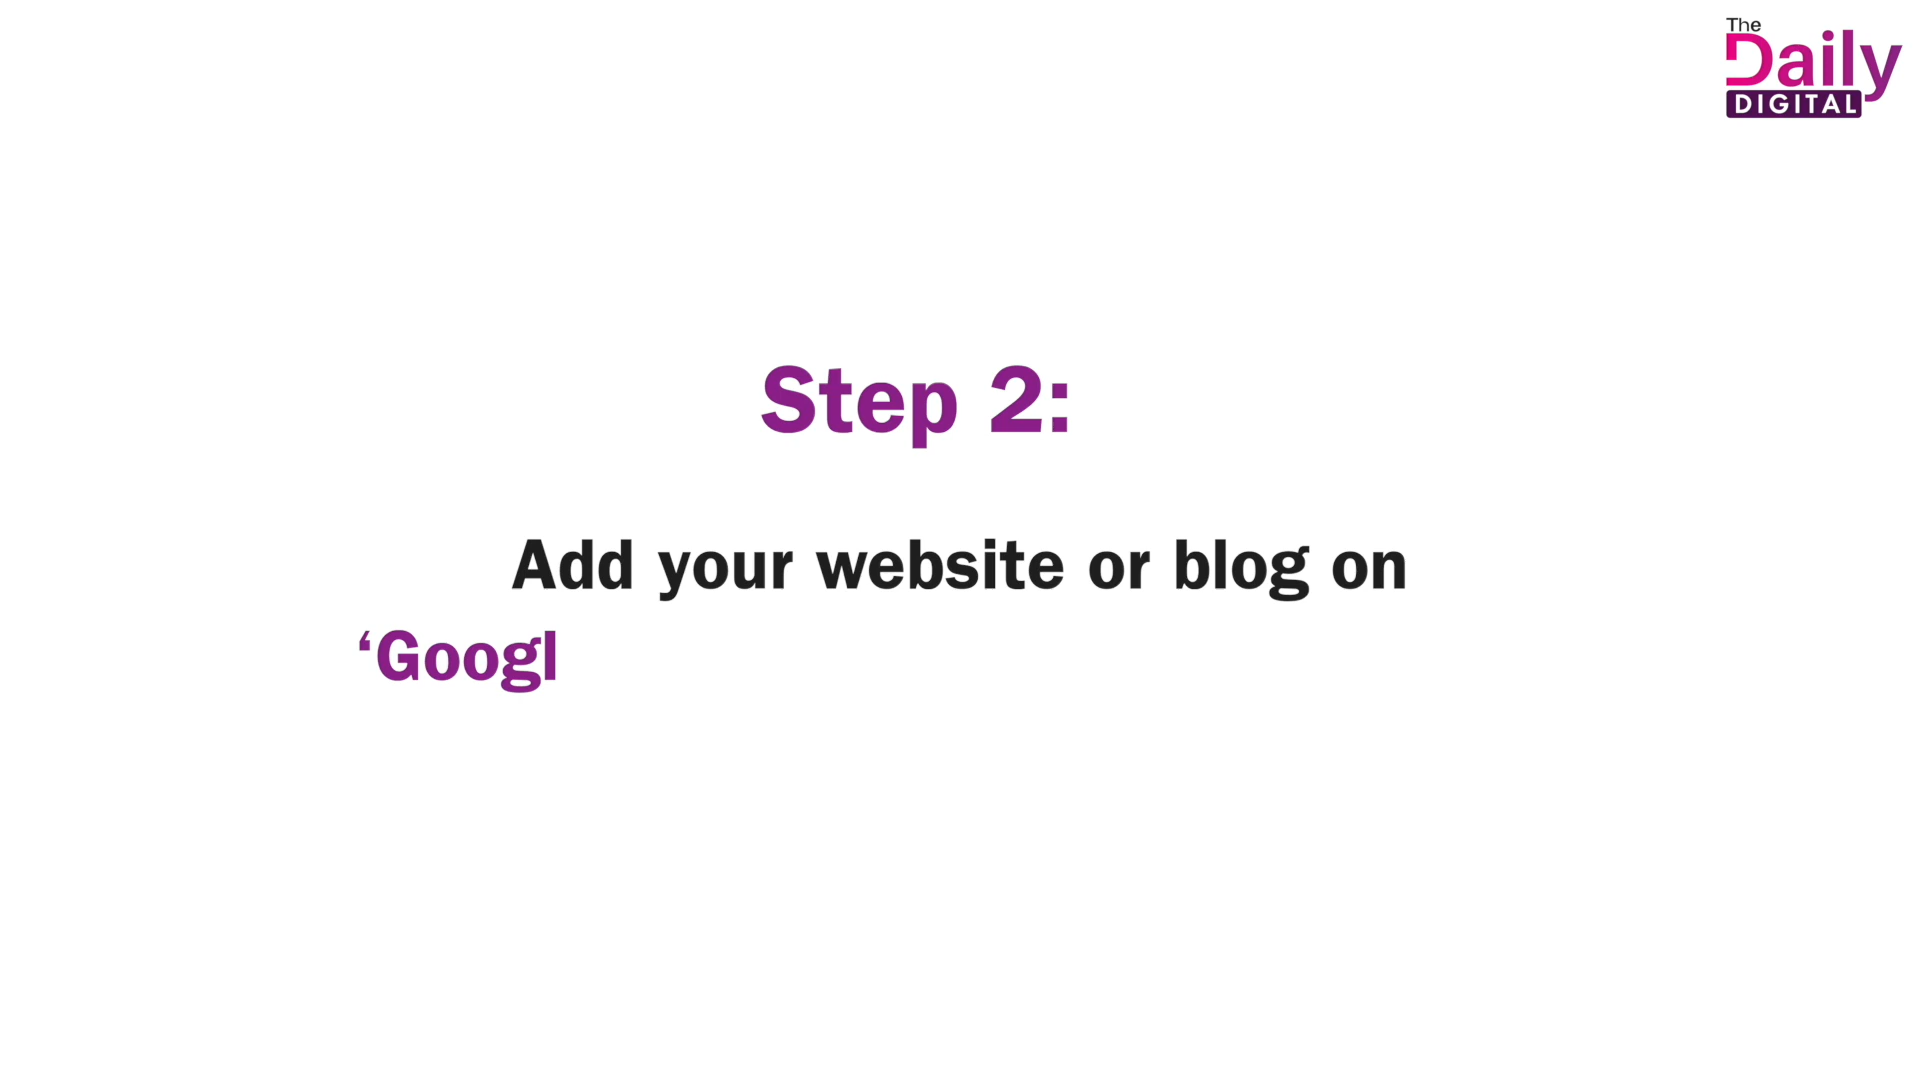 The
Daily
DIGITAL
Step 2:
Add your website or blog on
‘Googl